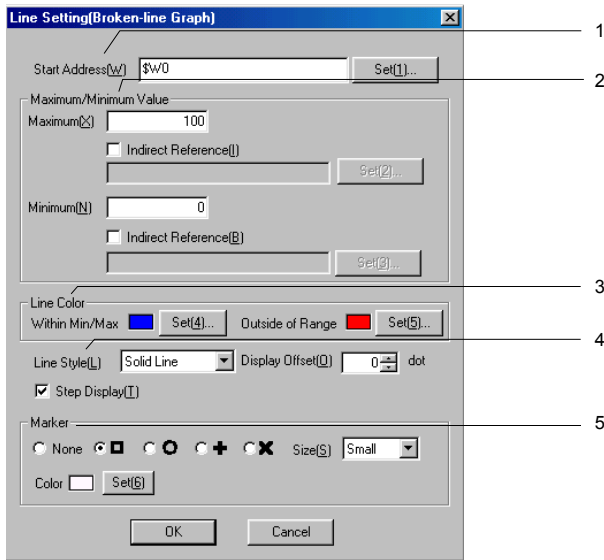 Line Setting(Broken-line Graph)
1
Start Address(W) $W0 Set(1)...
2
Maximum/Minimum Value
Maximum(X) 100
Indirect Reference(I)
Set(2)...
Minimum(N) 0
Indirect Reference(B)
Set(3)...
3
Line Color
Within Min/Max Set(4)... Outside of Range Set(5)...
4
Line Style(L) Solid Line Display Offset(O) 0 dot
Step Display(T)
Marker
5
None Size(S) Small
Color Set(6)
OK Cancel